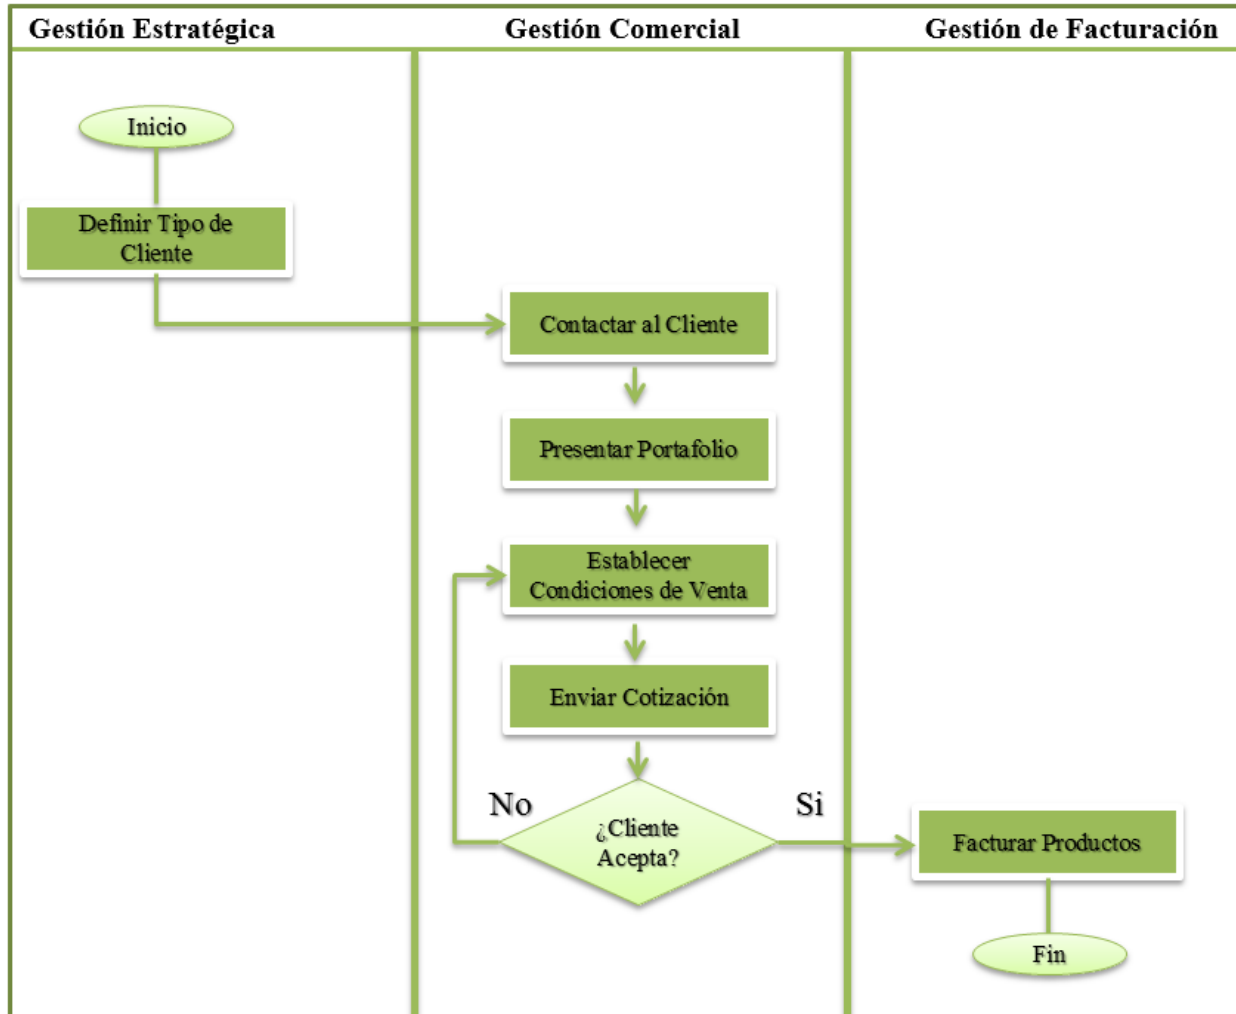 Gestión Estratégica
Gestión Comercial
Gestión de Facturación
Inicio
Definir Tipo de
Cliente
Contactar al Cliente
Presentar Portafolio
Establecer
Condiciones de Venta
Enviar Cotización
No
Si
¿Cliente
Acepta?
Facturar Productos
Fin